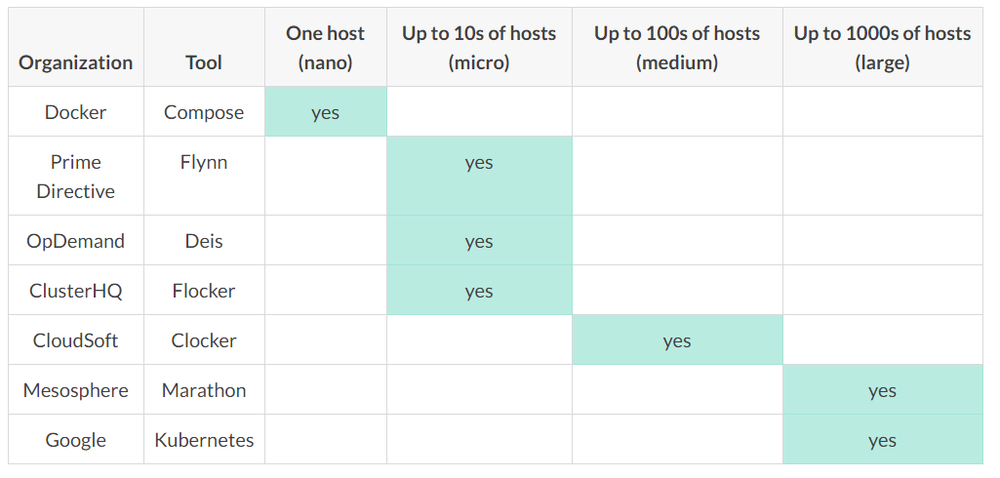 Organization Tool One host (nano) Up to 10s of hosts (micro) Up to 100s of hosts (medium) Up to 1000s of hosts (large)
Docker Compose yes
Prime Directive Flynn yes
OpDemand Deis yes
ClusterHQ Flocker yes
CloudSoft Clocker yes
Mesosphere Marathon yes
Google Kubernetes yes